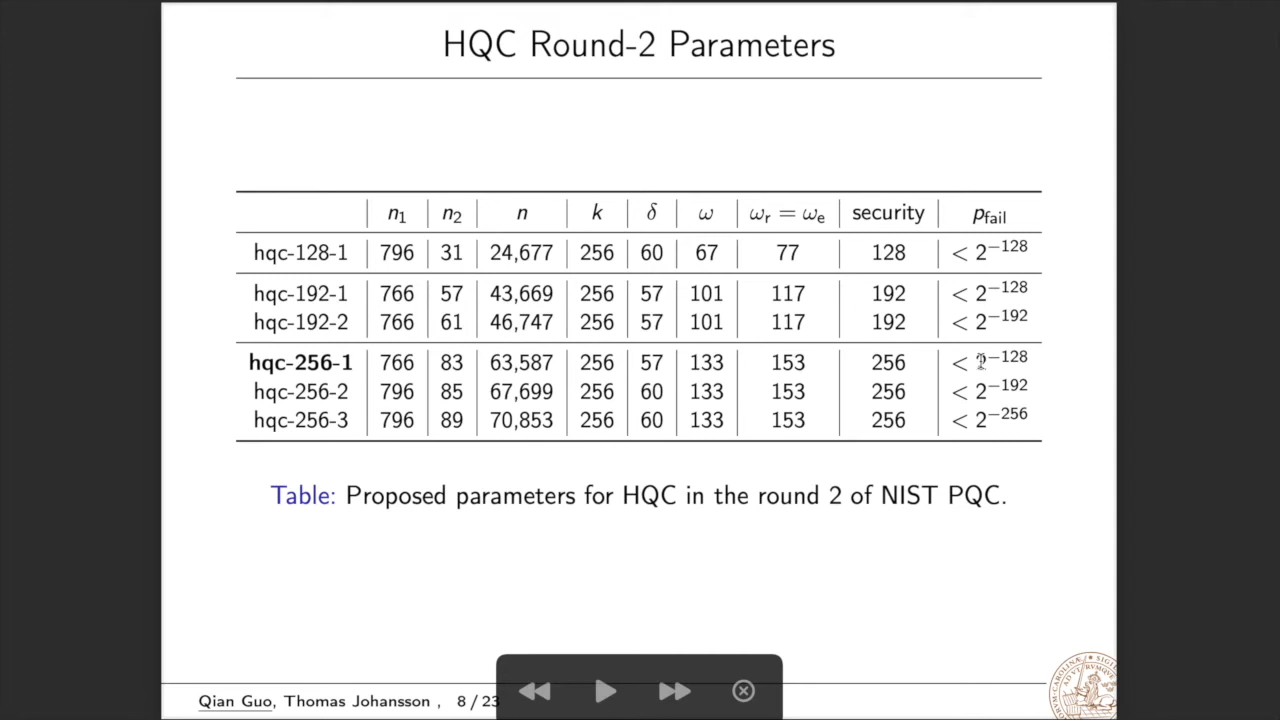 HQC Round-2 Parameters
n₁ n₂ n k δ ω ωᵣ = ωₑ security p_fail
hqc-128-1 796 31 24,677 256 60 67 77 128 < 2⁻¹²⁸
hqc-192-1 766 57 43,669 256 57 101 117 192 < 2⁻¹²⁸
hqc-192-2 766 61 46,747 256 57 101 117 192 < 2⁻¹⁹²
hqc-256-1 766 83 63,587 256 57 133 153 256 < 2⁻¹²⁸
hqc-256-2 796 85 67,699 256 60 133 153 256 < 2⁻¹⁹²
hqc-256-3 796 89 70,853 256 60 133 153 256 < 2⁻²⁵⁶
Table: Proposed parameters for HQC in the round 2 of NIST PQC.
Qian Guo, Thomas Johansson , 8 / 23